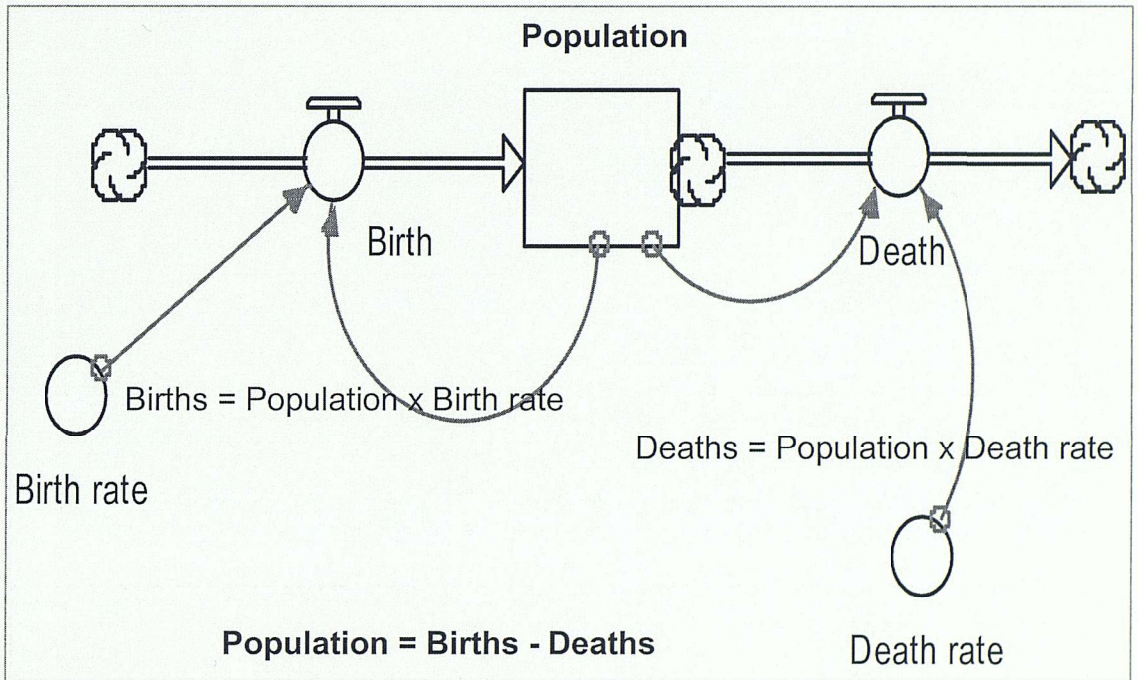 Population
Birth
Death
Births = Population x Birth rate
Deaths = Population x Death rate
Birth rate
Population = Births - Deaths
Death rate